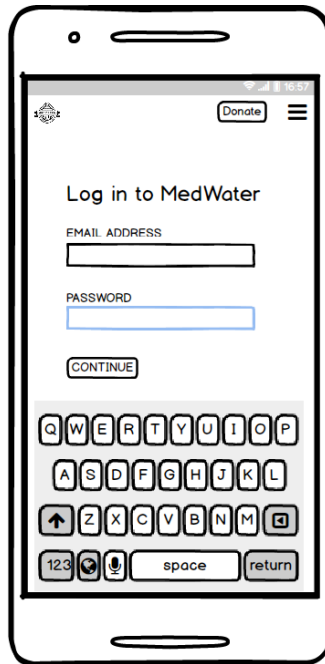 16:57
Donate
Log in to MedWater
EMAIL ADDRESS
PASSWORD
CONTINUE
Q W E R T Y U I O P
A S D F G H J K L
Z X C V B N M
123 space return